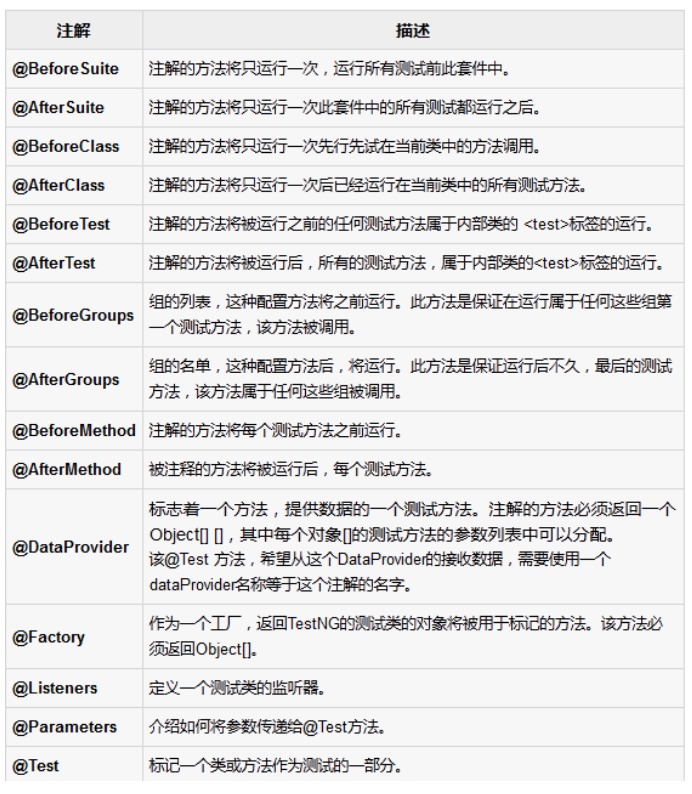 注解 描述
@BeforeSuite 注解的方法将只运行一次，运行所有测试前此套件中。
@AfterSuite 注解的方法将只运行一次此套件中的所有测试都运行之后。
@BeforeClass 注解的方法将只运行一次先行先试在当前类中的方法调用。
@AfterClass 注解的方法将只运行一次后已经运行在当前类中的所有测试方法。
@BeforeTest 注解的方法将被运行之前的任何测试方法属于内部类的 <test>标签的运行。
@AfterTest 注解的方法将被运行后，所有的测试方法，属于内部类的<test>标签的运行。
@BeforeGroups 组的列表，这种配置方法将之前运行。此方法是保证在运行属于任何这些组第
一个测试方法，该方法被调用。
@AfterGroups 组的名单，这种配置方法后，将运行。此方法是保证运行后不久，最后的测试
方法，该方法属于任何这些组被调用。
@BeforeMethod 注解的方法将每个测试方法之前运行。
@AfterMethod 被注释的方法将被运行后，每个测试方法。
@DataProvider 标志着一个方法，提供数据的一个测试方法。注解的方法必须返回一个
Object[] []，其中每个对象[]的测试方法的参数列表中可以分配。
该@Test 方法，希望从这个DataProvider的接收数据，需要使用一个
dataProvider名称等于这个注解的名字。
@Factory 作为一个工厂，返回TestNG的测试类的对象将被用于标记的方法。该方法必
须返回Object[]。
@Listeners 定义一个测试类的监听器。
@Parameters 介绍如何将参数传递给@Test方法。
@Test 标记一个类或方法作为测试的一部分。